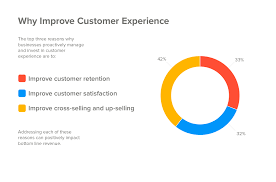 Why Improve Customer Experience
The top three reasons why
businesses proactively manage
and invest in customer
experience are to:
Improve customer retention
Improve customer satisfaction
Improve cross-selling and up-selling
Addressing each of these
reasons can positively impact
bottom line revenue.
42%
33%
32%